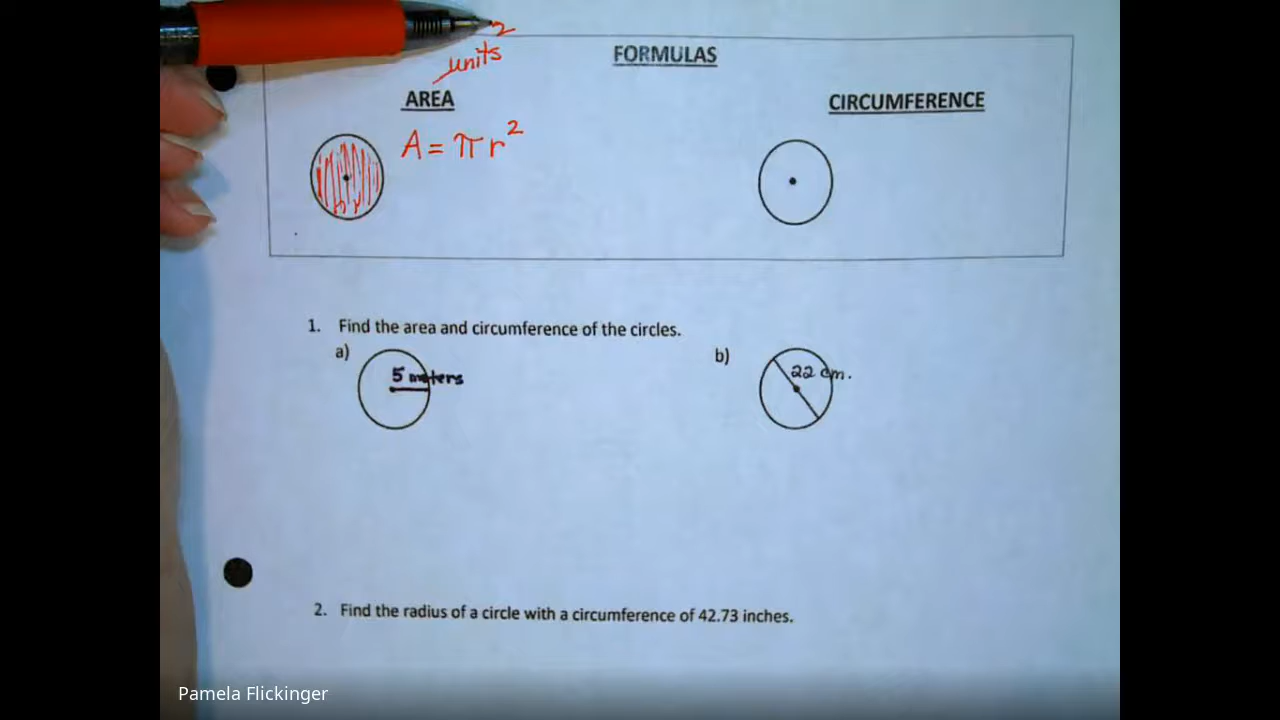 FORMULAS
units²
AREA
CIRCUMFERENCE
A = πr²
1. Find the area and circumference of the circles.
a)
5 meters
b)
22 cm.
2. Find the radius of a circle with a circumference of 42.73 inches.
Pamela Flickinger